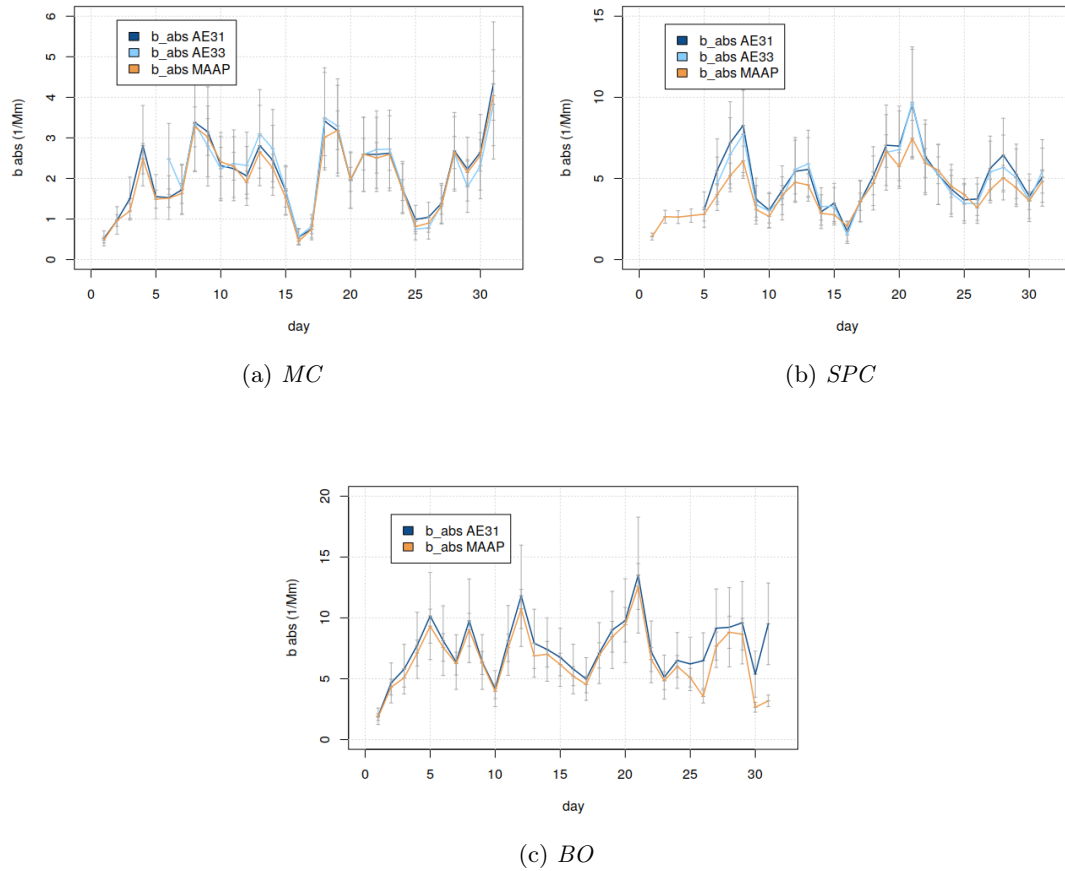 b abs (1/Mm)
6
5
4
3
2
1
0
b_abs AE31
b_abs AE33
b_abs MAAP
0 5 10 15 20 25 30
day
(a) MC
b abs (1/Mm)
15
10
5
0
b_abs AE31
b_abs AE33
b_abs MAAP
0 5 10 15 20 25 30
day
(b) SPC
b abs (1/Mm)
20
15
10
5
0
b_abs AE31
b_abs MAAP
0 5 10 15 20 25 30
day
(c) BO